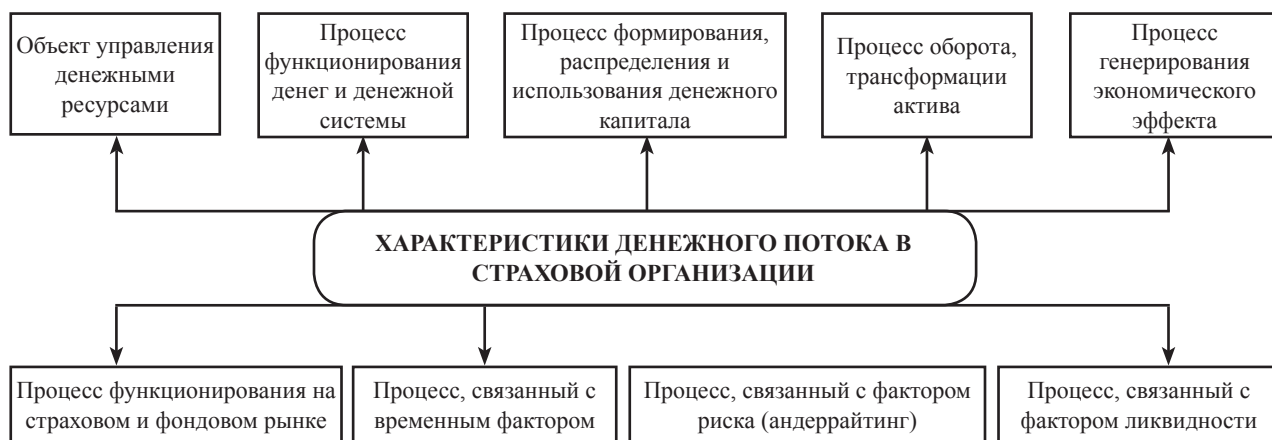 Объект управления
денежными
ресурсами
Процесс
функционирования
денег и денежной
системы
Процесс формирования,
распределения и
использования денежного
капитала
Процесс оборота,
трансформации
актива
Процесс
генерирования
экономического
эффекта
ХАРАКТЕРИСТИКИ ДЕНЕЖНОГО ПОТОКА В
СТРАХОВОЙ ОРГАНИЗАЦИИ
Процесс функционирования на
страховом и фондовом рынке
Процесс, связанный с
временным фактором
Процесс, связанный с фактором
риска (андеррайтинг)
Процесс, связанный с
фактором ликвидности